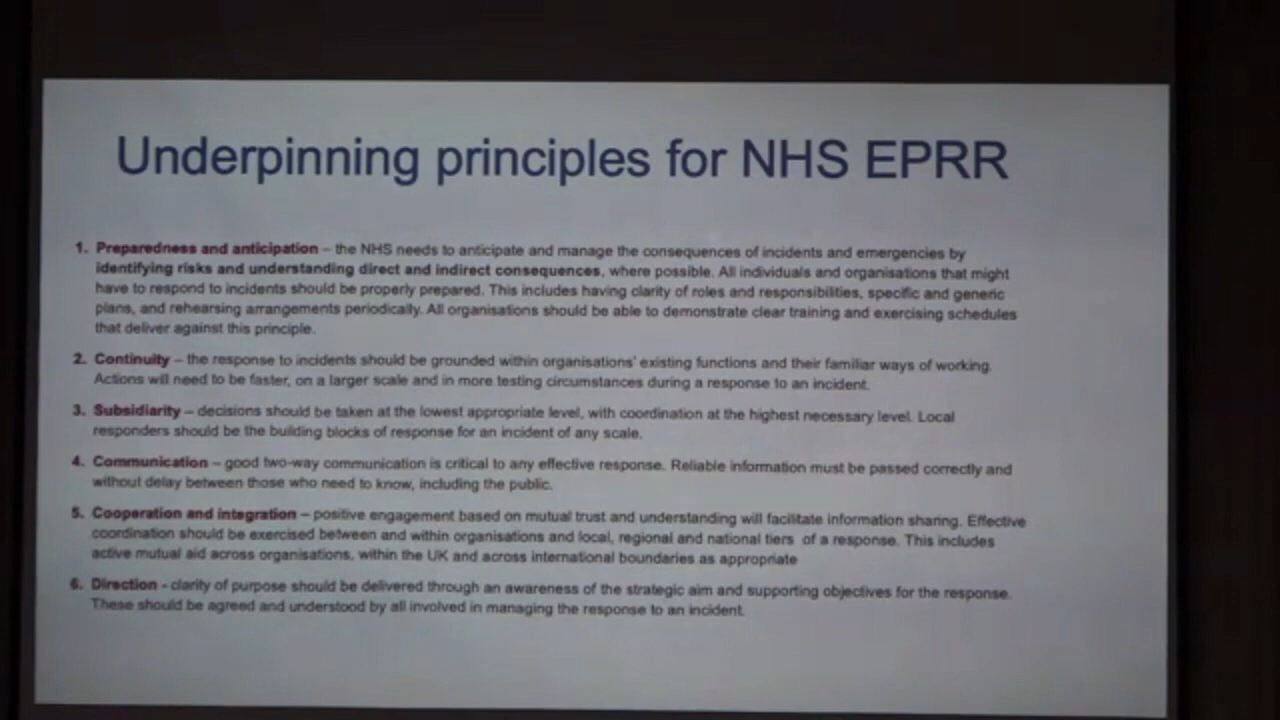 Underpinning principles for NHS EPRR
1. Preparedness and anticipation – the NHS needs to anticipate and manage the consequences of incidents and emergencies by
identifying risks and understanding direct and indirect consequences, where possible. All individuals and organisations that might
have to respond to incidents should be properly prepared. This includes having clarity of roles and responsibilities, specific and generic
plans, and rehearsing arrangements periodically. All organisations should be able to demonstrate clear training and exercising schedules
that deliver against this principle.
2. Continuity – the response to incidents should be grounded within organisations' existing functions and their familiar ways of working.
Actions will need to be faster, on a larger scale and in more testing circumstances during a response to an incident.
3. Subsidiarity – decisions should be taken at the lowest appropriate level, with coordination at the highest necessary level. Local
responders should be the building blocks of response for an incident of any scale.
4. Communication – good two-way communication is critical to any effective response. Reliable information must be passed correctly and
without delay between those who need to know, including the public.
5. Cooperation and integration – positive engagement based on mutual trust and understanding will facilitate information sharing. Effective
coordination should be exercised between and within organisations and local, regional and national tiers of a response. This includes
active mutual aid across organisations, within the UK and across international boundaries as appropriate
6. Direction - clarity of purpose should be delivered through an awareness of the strategic aim and supporting objectives for the response.
These should be agreed and understood by all involved in managing the response to an incident.